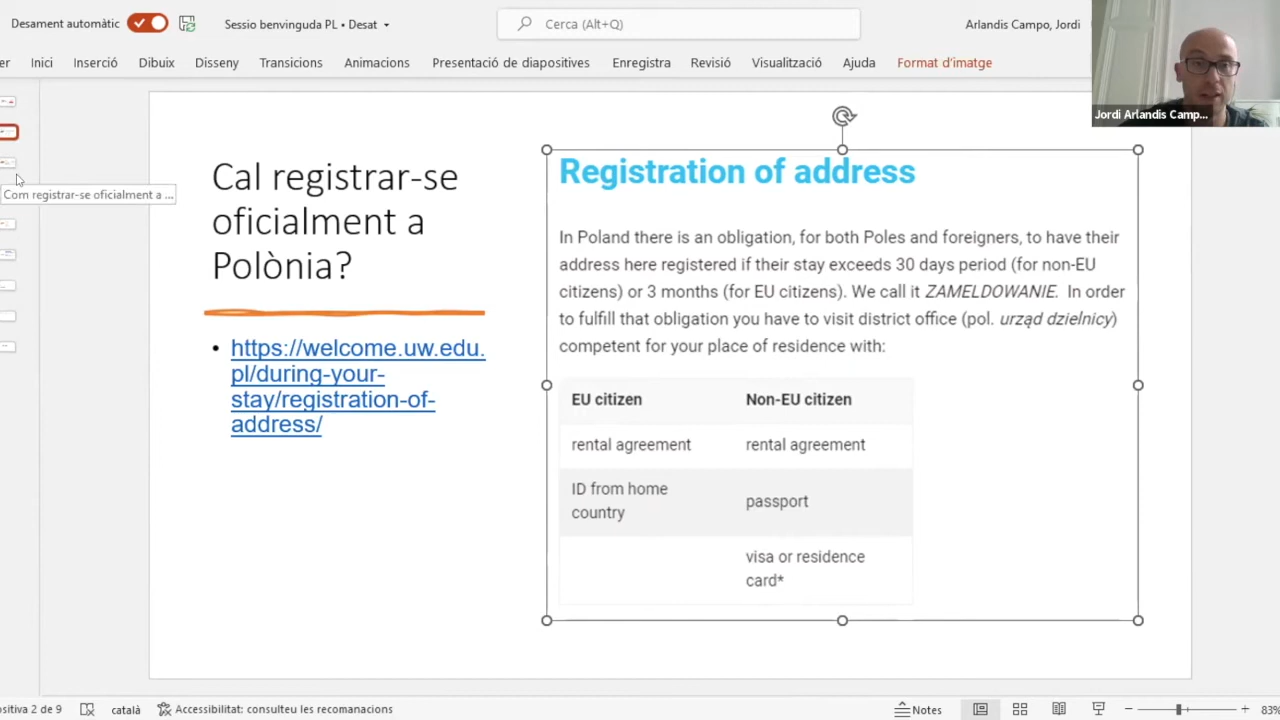 Desament automàtic
Sessio benvinguda PL • Desat
Cerca (Alt+Q)
Arlandis Campo, Jordi
er Inici Inserció Dibuix Disseny Transicions Animacions Presentació de diapositives Enregistra Revisió Visualització Ajuda Format d'imatge
Jordi Arlandis Camp...
Com registrar-se oficialment a ...
Cal registrar-se
oficialment a
Polònia?
• https://welcome.uw.edu.
pl/during-your-
stay/registration-of-
address/
Registration of address
In Poland there is an obligation, for both Poles and foreigners, to have their
address here registered if their stay exceeds 30 days period (for non-EU
citizens) or 3 months (for EU citizens). We call it ZAMELDOWANIE. In order
to fulfill that obligation you have to visit district office (pol. urząd dzielnicy)
competent for your place of residence with:
EU citizen Non-EU citizen
rental agreement rental agreement
ID from home
country
passport
visa or residence
card*
ositiva 2 de 9 català Accessibilitat: consulteu les recomanacions Notes 83%